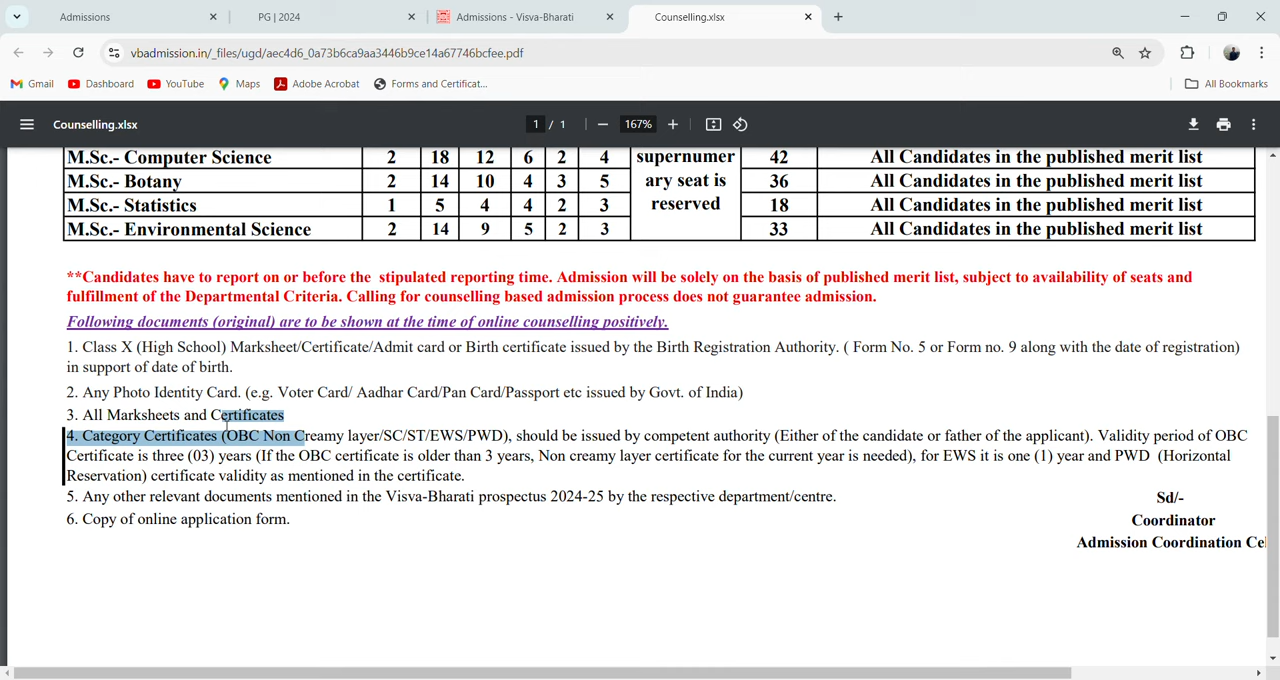 Admissions
PG | 2024
Admissions - Visva-Bharati
Counselling.xlsx
vbadmission.in/_files/ugd/aec4d6_0a73b6ca9aa3446b9ce14a67746bcfee.pdf
Gmail
Dashboard
YouTube
Maps
Adobe Acrobat
Forms and Certificat...
All Bookmarks
Counselling.xlsx
1 / 1
167%
M.Sc.- Computer Science 2 18 12 6 2 4 supernumer 42 All Candidates in the published merit list
M.Sc.- Botany 2 14 10 4 3 5 ary seat is 36 All Candidates in the published merit list
M.Sc.- Statistics 1 5 4 4 2 3 reserved 18 All Candidates in the published merit list
M.Sc.- Environmental Science 2 14 9 5 2 3 33 All Candidates in the published merit list
**Candidates have to report on or before the stipulated reporting time. Admission will be solely on the basis of published merit list, subject to availability of seats and
fulfillment of the Departmental Criteria. Calling for counselling based admission process does not guarantee admission.
Following documents (original) are to be shown at the time of online counselling positively.
1. Class X (High School) Marksheet/Certificate/Admit card or Birth certificate issued by the Birth Registration Authority. ( Form No. 5 or Form no. 9 along with the date of registration)
in support of date of birth.
2. Any Photo Identity Card. (e.g. Voter Card/ Aadhar Card/Pan Card/Passport etc issued by Govt. of India)
3. All Marksheets and Certificates
4. Category Certificates (OBC Non Creamy layer/SC/ST/EWS/PWD), should be issued by competent authority (Either of the candidate or father of the applicant). Validity period of OBC
Certificate is three (03) years (If the OBC certificate is older than 3 years, Non creamy layer certificate for the current year is needed), for EWS it is one (1) year and PWD (Horizontal
Reservation) certificate validity as mentioned in the certificate.
5. Any other relevant documents mentioned in the Visva-Bharati prospectus 2024-25 by the respective department/centre.
Sd/-
6. Copy of online application form.
Coordinator
Admission Coordination Cel